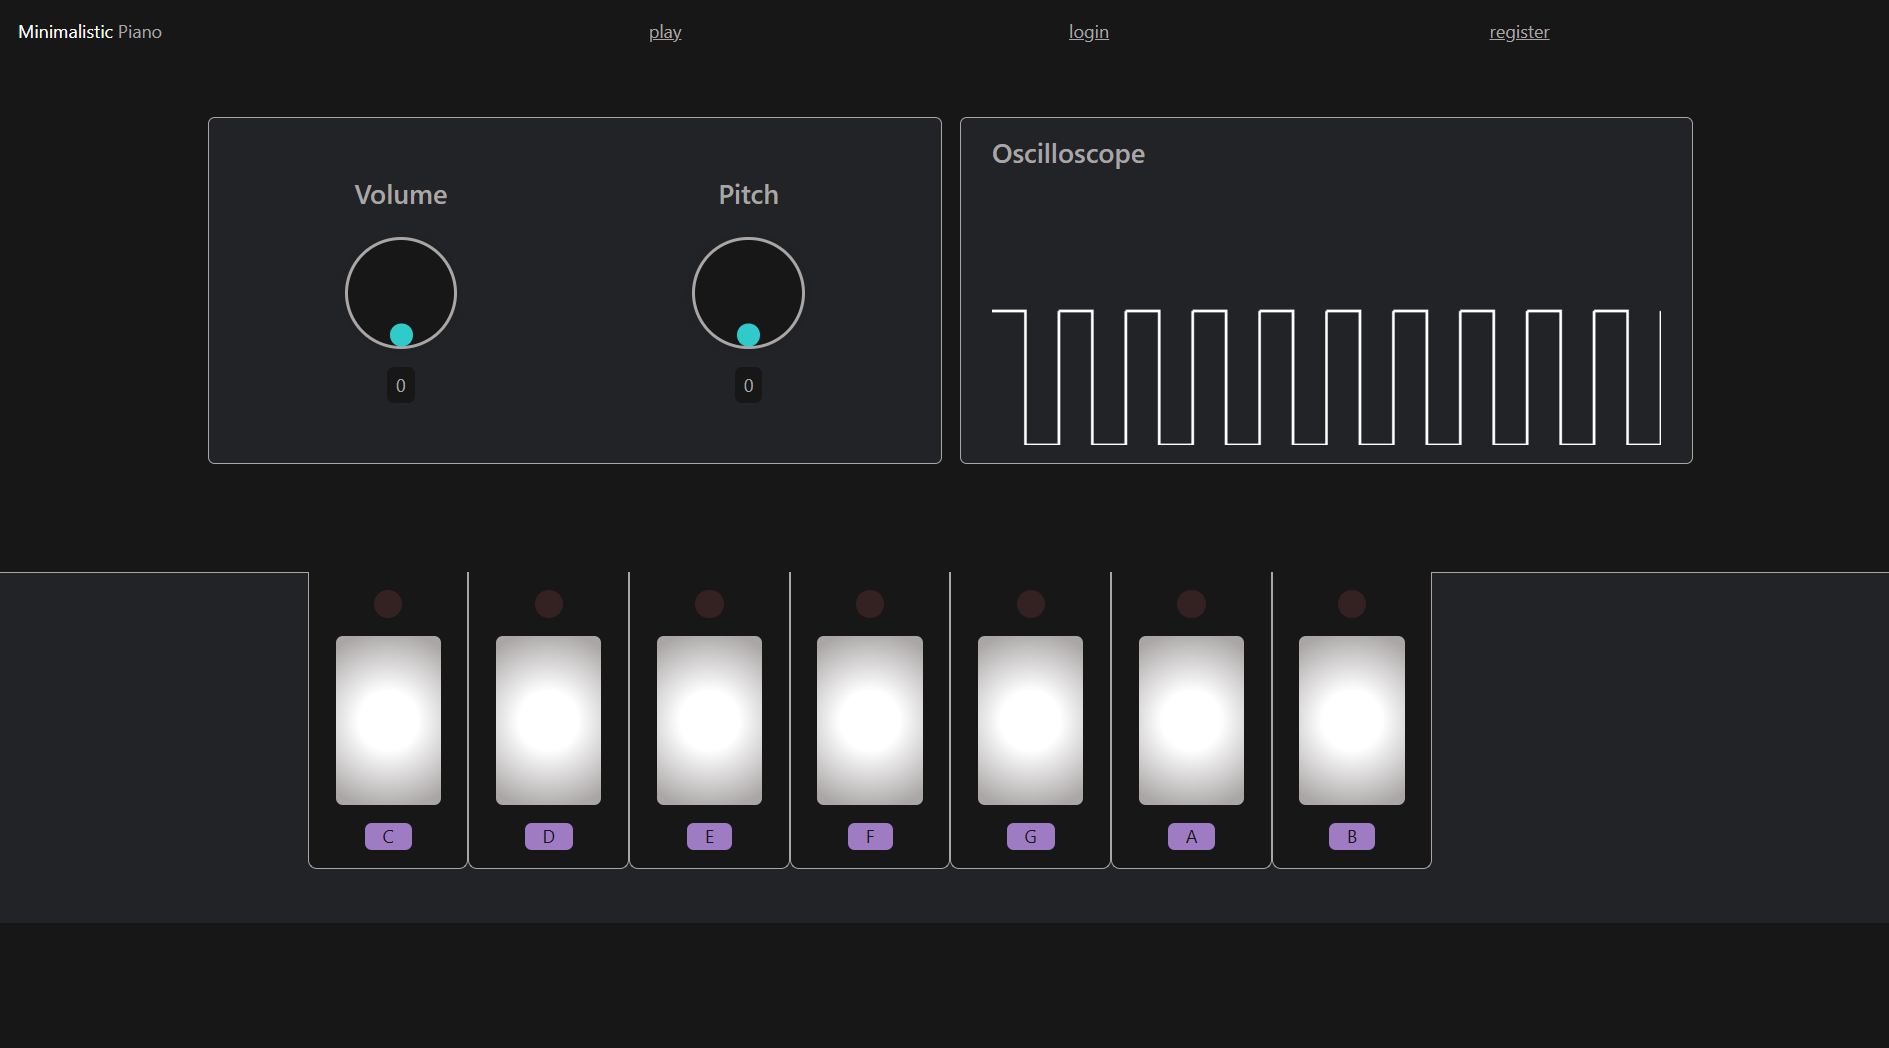 Minimalistic Piano play login register
Volume Pitch
0 0
Oscilloscope
C D E F G A B